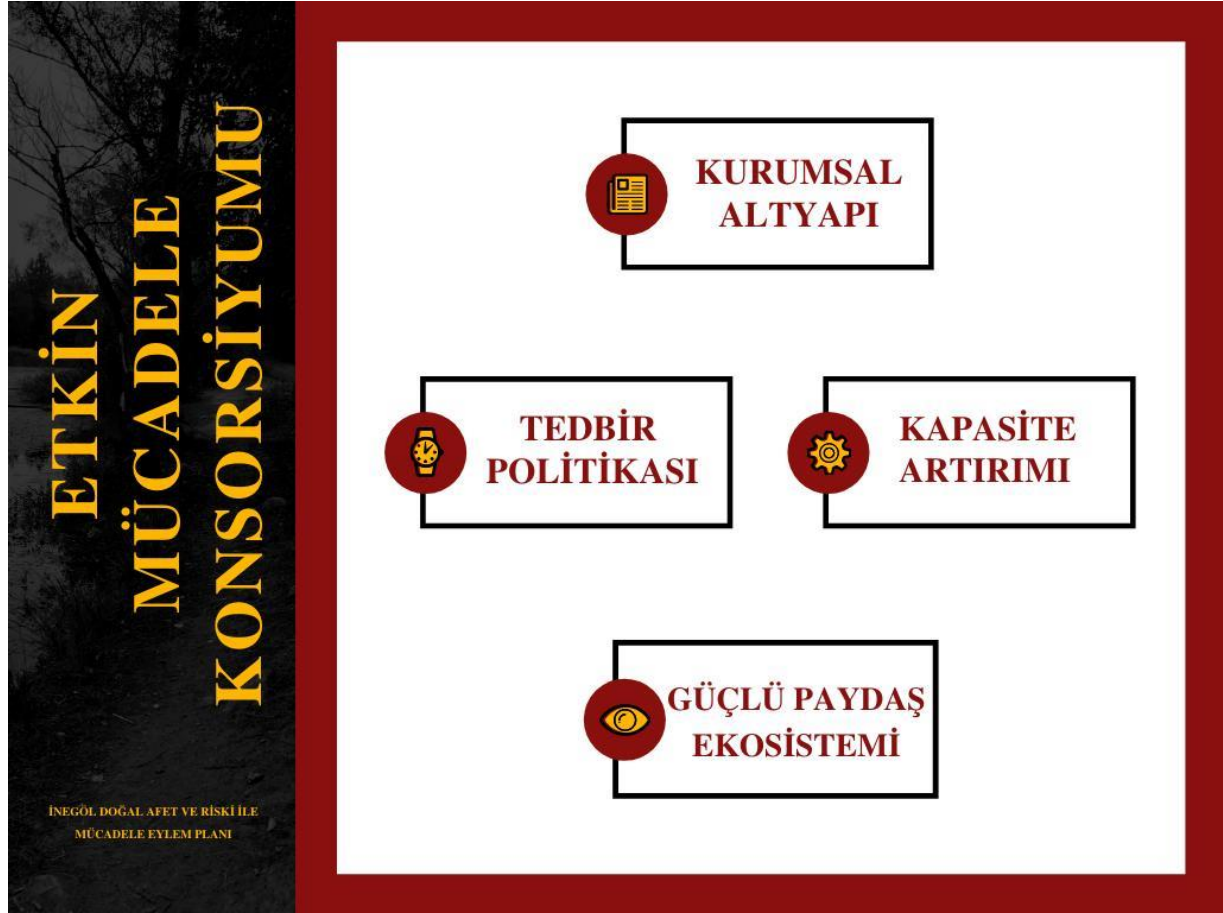 ETKİN
MÜCADELE
KONSORSİYUMU
İNEGÖL DOĞAL AFET VE RİSKİ İLE
MÜCADELE EYLEM PLANI
KURUMSAL
ALTYAPI
TEDBİR
POLİTİKASI
KAPASİTE
ARTIRIMI
GÜÇLÜ PAYDAŞ
EKOSİSTEMİ